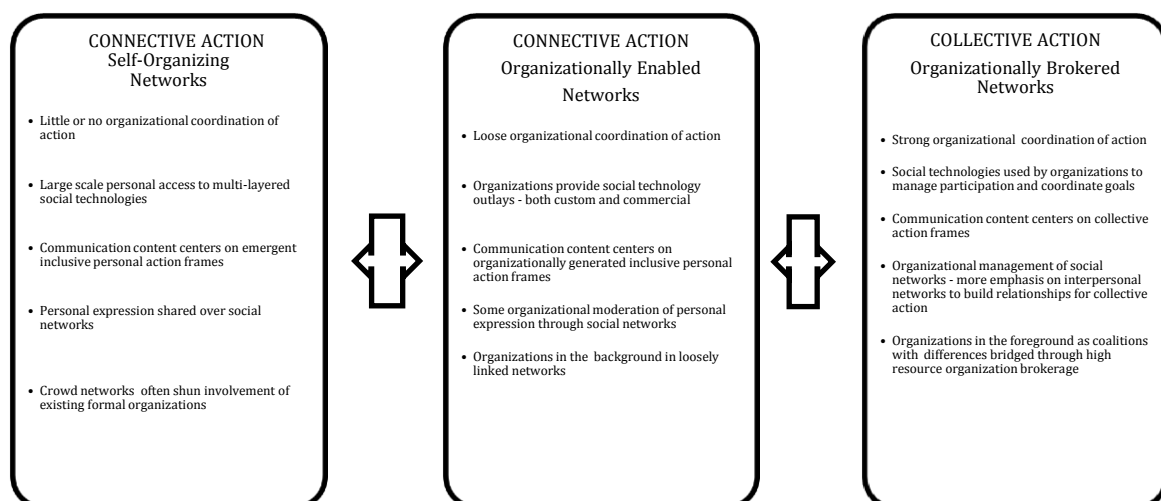 CONNECTIVE ACTION
Self-Organizing
Networks
• Little or no organizational coordination of
action
• Large scale personal access to multi-layered
social technologies
• Communication content centers on emergent
inclusive personal action frames
• Personal expression shared over social
networks
• Crowd networks often shun involvement of
existing formal organizations
CONNECTIVE ACTION
Organizationally Enabled
Networks
• Loose organizational coordination of action
• Organizations provide social technology
outlays - both custom and commercial
• Communication content centers on
organizationally generated inclusive personal
action frames
• Some organizational moderation of personal
expression through social networks
• Organizations in the background in loosely
linked networks
COLLECTIVE ACTION
Organizationally Brokered
Networks
• Strong organizational coordination of action
• Social technologies used by organizations to
manage participation and coordinate goals
• Communication content centers on collective
action frames
• Organizational management of social
networks - more emphasis on interpersonal
networks to build relationships for collective
action
• Organizations in the foreground as coalitions
with differences bridged through high
resource organization brokerage